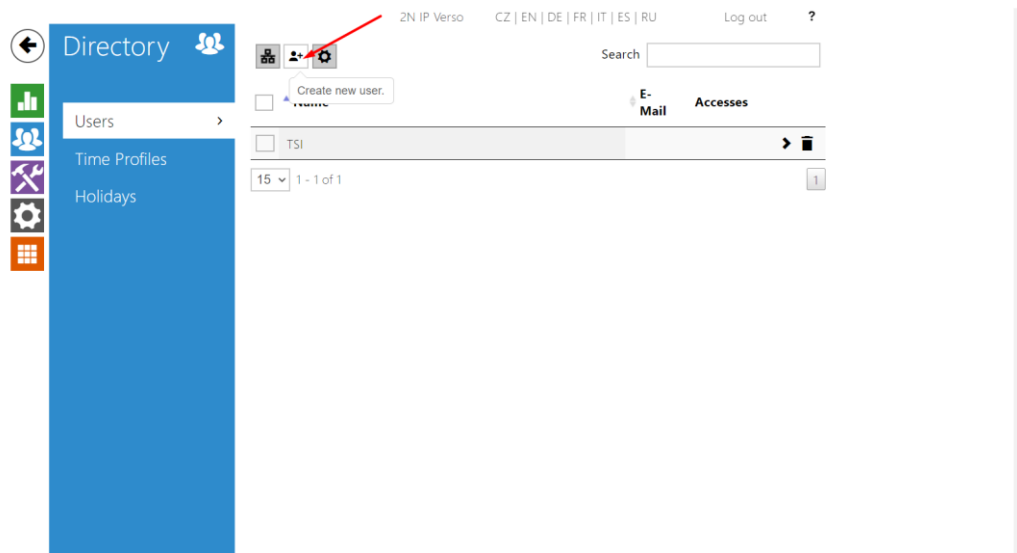 2N IP Verso CZ | EN | DE | FR | IT | ES | RU Log out ?
Directory
Search
Create new user.
Name
E-
Mail
Accesses
Users
TSI
Time Profiles
15 1 - 1 of 1
1
Holidays